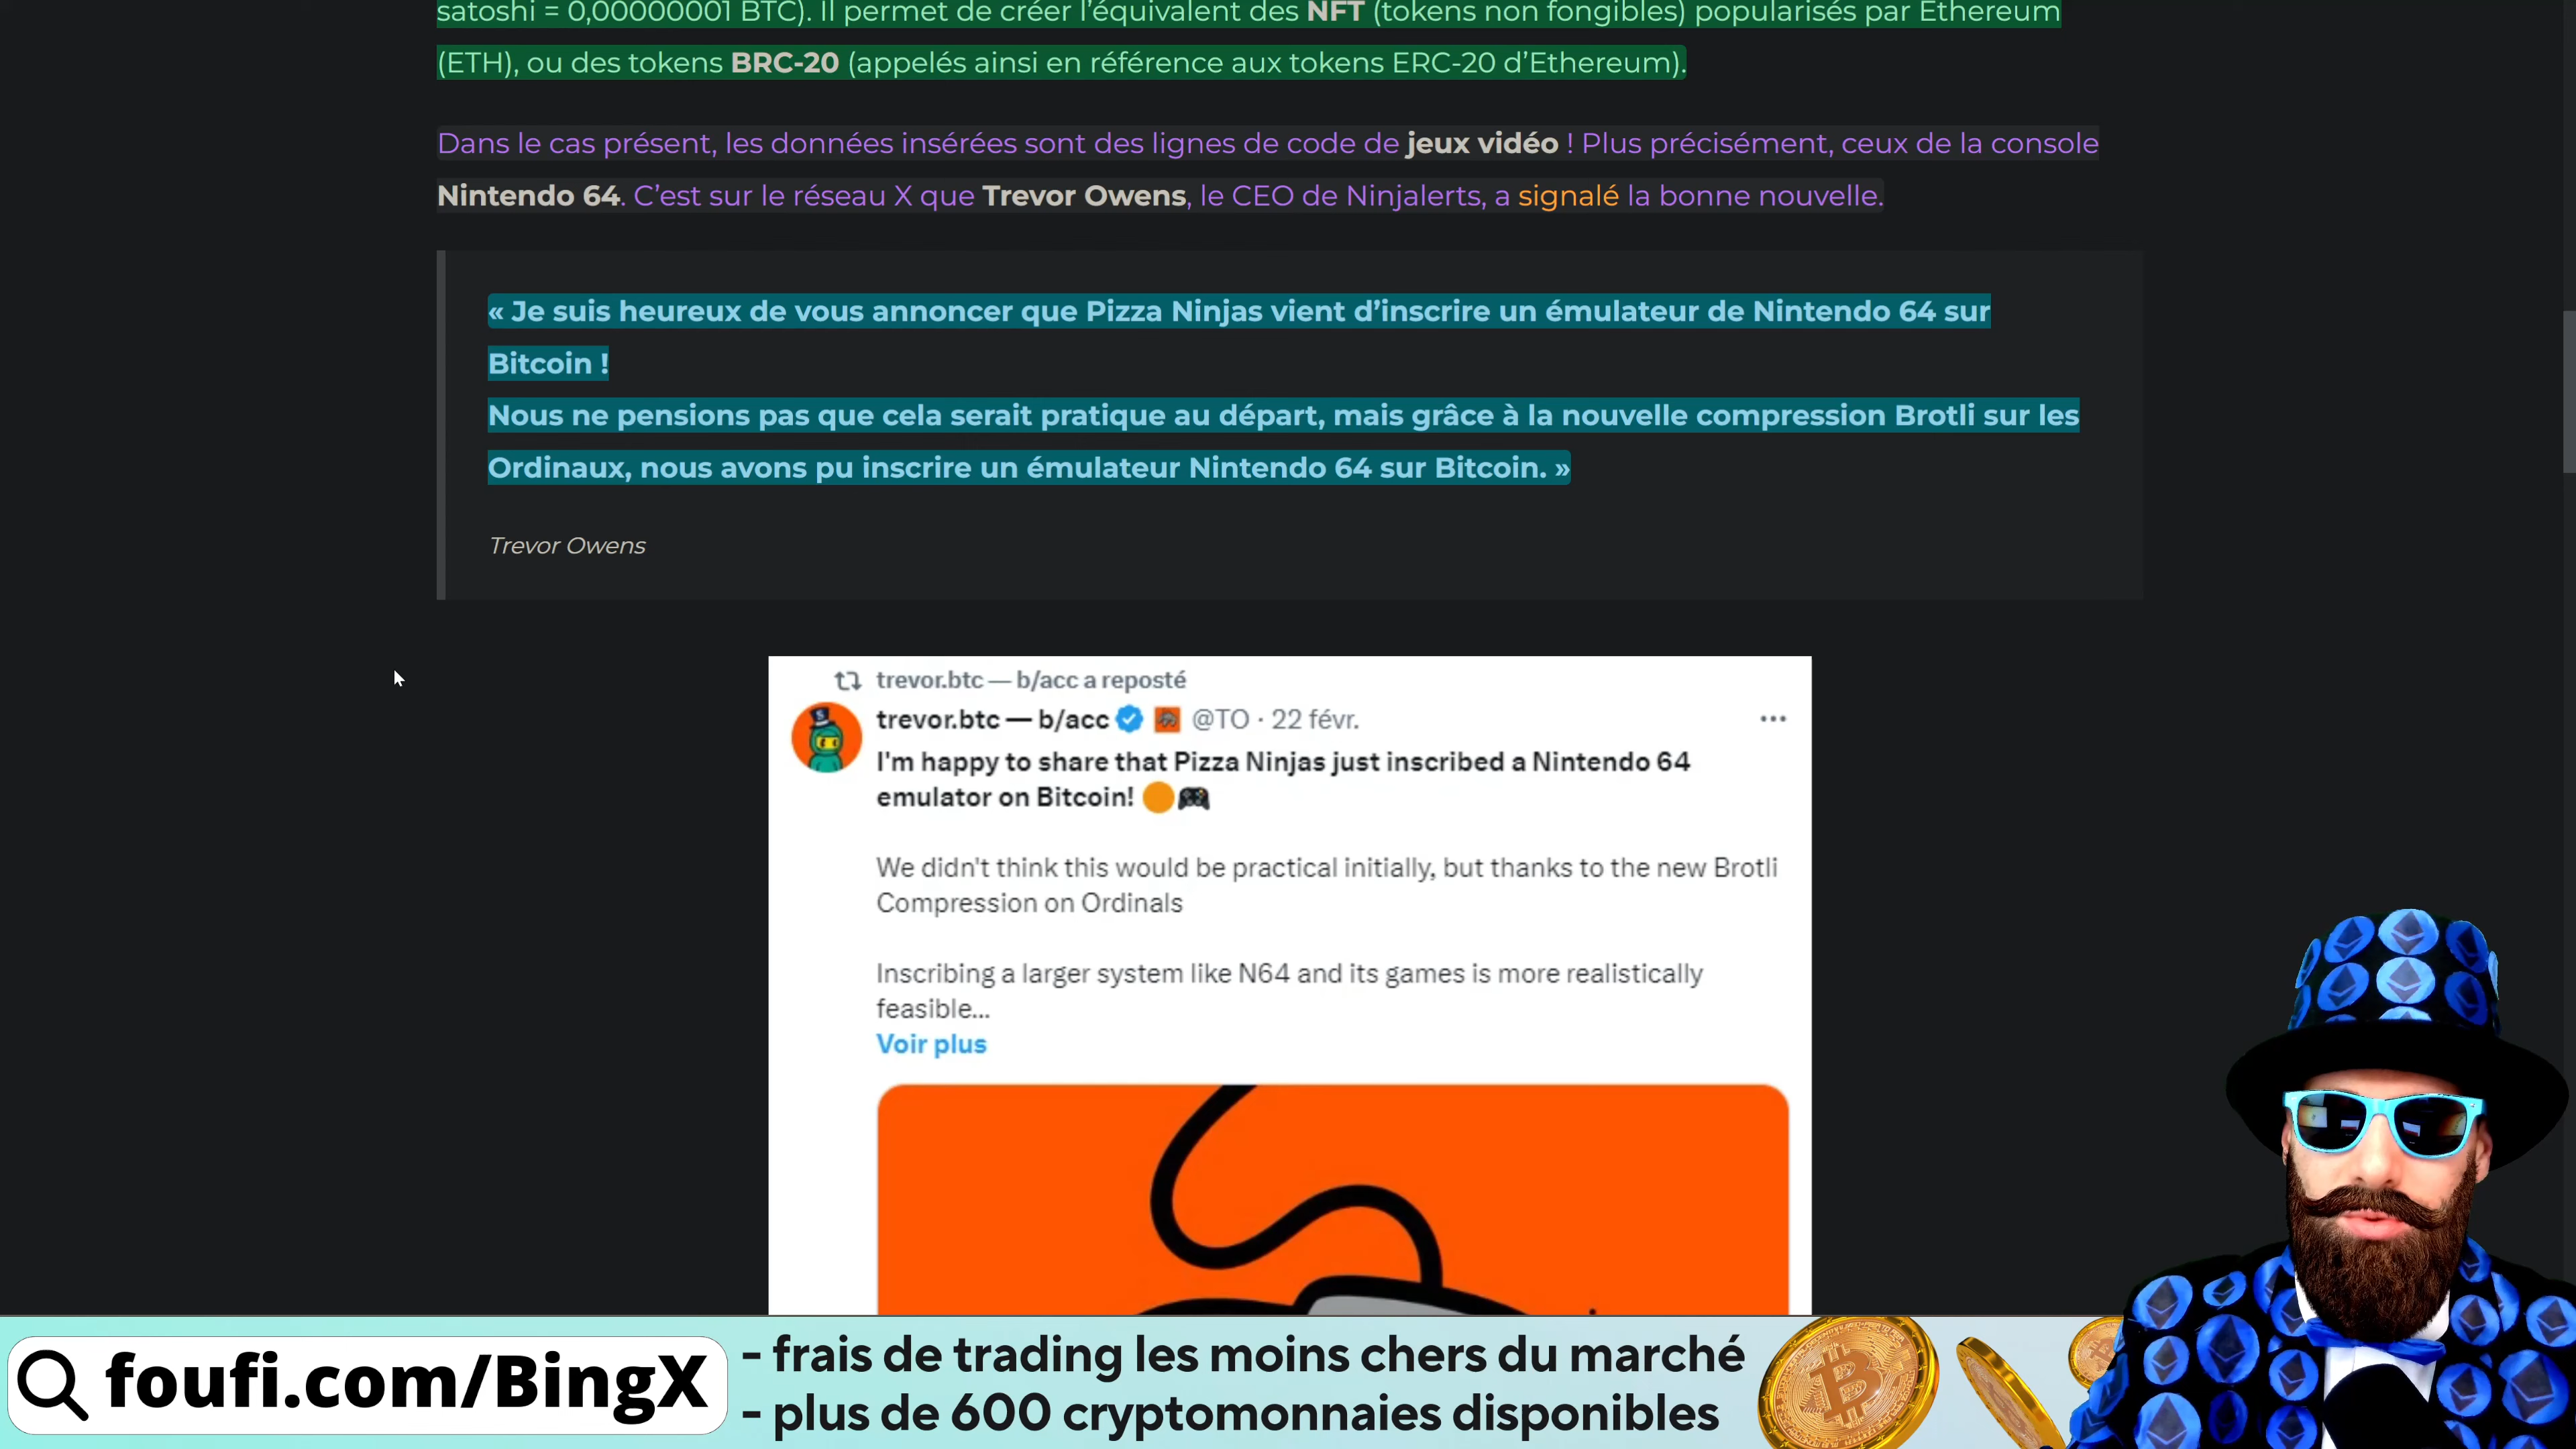 satoshi = 0,00000001 BTC). Il permet de créer l'équivalent des NFT (tokens non fongibles) popularisés par Ethereum
(ETH), ou des tokens BRC-20 (appelés ainsi en référence aux tokens ERC-20 d'Ethereum).
Dans le cas présent, les données insérées sont des lignes de code de jeux vidéo ! Plus précisément, ceux de la console
Nintendo 64. C'est sur le réseau X que Trevor Owens, le CEO de Ninjalerts, a signalé la bonne nouvelle.
« Je suis heureux de vous annoncer que Pizza Ninjas vient d'inscrire un émulateur de Nintendo 64 sur
Bitcoin !
Nous ne pensions pas que cela serait pratique au départ, mais grâce à la nouvelle compression Brotli sur les
Ordinaux, nous avons pu inscrire un émulateur Nintendo 64 sur Bitcoin. »
Trevor Owens
trevor.btc — b/acc a reposté
trevor.btc — b/acc @TO · 22 févr.
I'm happy to share that Pizza Ninjas just inscribed a Nintendo 64
emulator on Bitcoin! 🟠🎮
We didn't think this would be practical initially, but thanks to the new Brotli
Compression on Ordinals
Inscribing a larger system like N64 and its games is more realistically
feasible...
Voir plus
foufi.com/BingX
- frais de trading les moins chers du marché
- plus de 600 cryptomonnaies disponibles